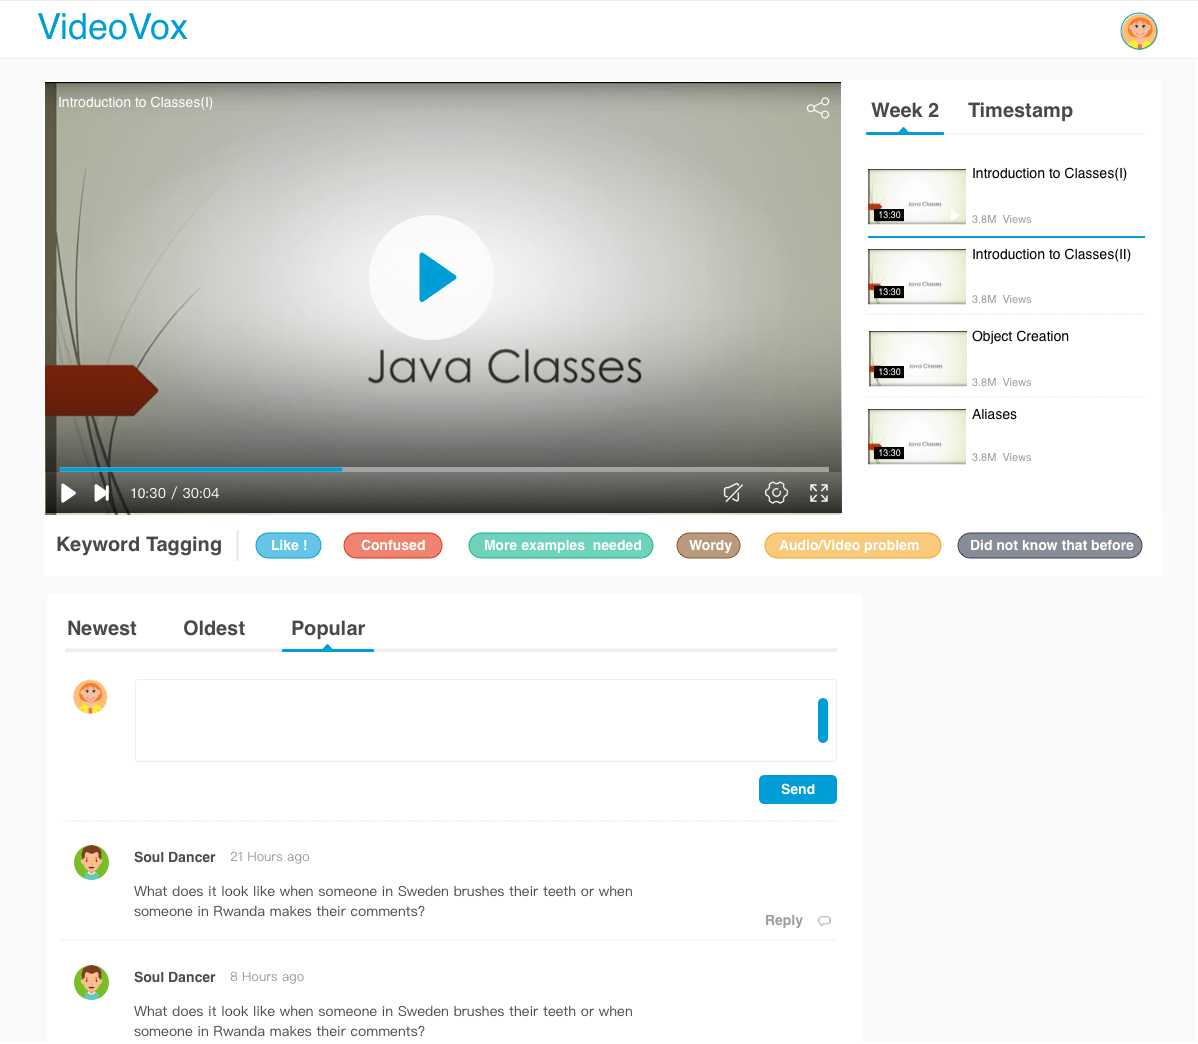 VideoVox
Introduction to Classes(I)
Java Classes
10:30 / 30:04
Week 2
Timestamp
Java Classes
13:30
Introduction to Classes(I)
3.8M Views
Java Classes
13:30
Introduction to Classes(II)
3.8M Views
Java Classes
13:30
Object Creation
3.8M Views
Java Classes
13:30
Aliases
3.8M Views
Keyword Tagging
Like !
Confused
More examples needed
Wordy
Audio/Video problem
Did not know that before
Newest
Oldest
Popular
Send
Soul Dancer 21 Hours ago
What does it look like when someone in Sweden brushes their teeth or when
someone in Rwanda makes their comments?
Reply
Soul Dancer 8 Hours ago
What does it look like when someone in Sweden brushes their teeth or when
someone in Rwanda makes their comments?